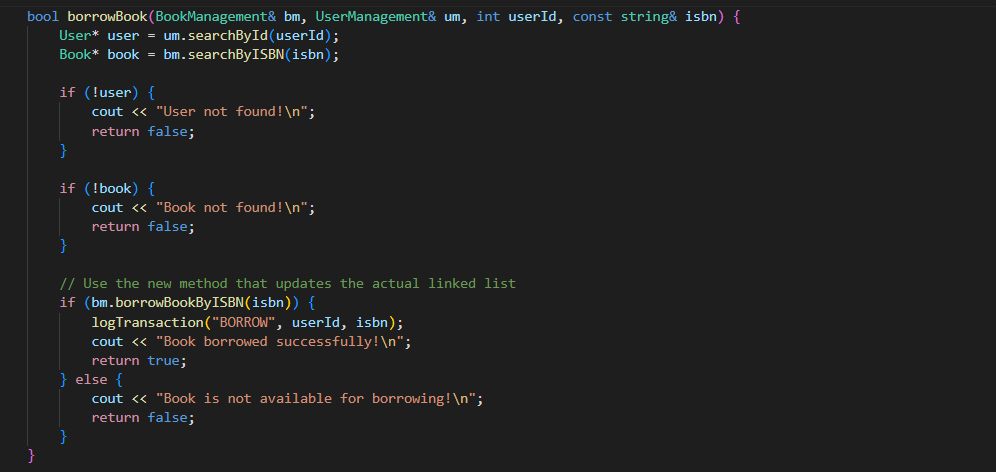 bool borrowBook(BookManagement& bm, UserManagement& um, int userId, const string& isbn) {
    User* user = um.searchById(userId);
    Book* book = bm.searchByISBN(isbn);

    if (!user) {
        cout << "User not found!\n";
        return false;
    }

    if (!book) {
        cout << "Book not found!\n";
        return false;
    }

    // Use the new method that updates the actual linked list
    if (bm.borrowBookByISBN(isbn)) {
        logTransaction("BORROW", userId, isbn);
        cout << "Book borrowed successfully!\n";
        return true;
    } else {
        cout << "Book is not available for borrowing!\n";
        return false;
    }
}